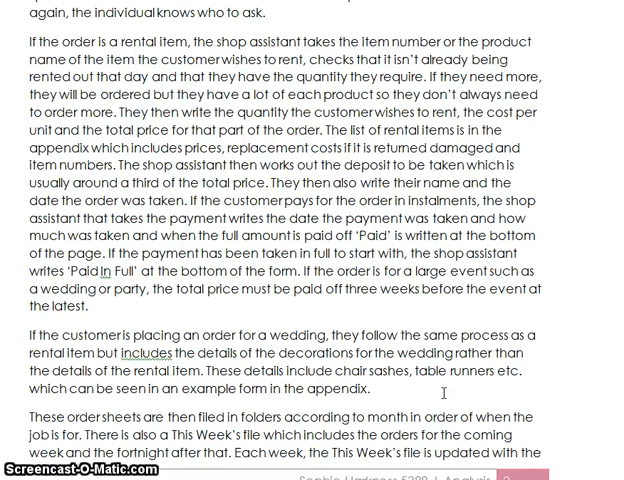 again, the individual knows who to ask.
If the order is a rental item, the shop assistant takes the item number or the product
name of the item the customer wishes to rent, checks that it isn't already being
rented out that day and that they have the quantity they require. If they need more,
they will be ordered but they have a lot of each product so they don't always need
to order more. They then write the quantity the customer wishes to rent, the cost per
unit and the total price for that part of the order. The list of rental items is in the
appendix which includes prices, replacement costs if it is returned damaged and
item numbers. The shop assistant then works out the deposit to be taken which is
usually around a third of the total price. They then also write their name and the
date the order was taken. If the customer pays for the order in instalments, the shop
assistant that takes the payment writes the date the payment was taken and how
much was taken and when the full amount is paid off 'Paid' is written at the bottom
of the page. If the payment has been taken in full to start with, the shop assistant
writes 'Paid In Full' at the bottom of the form. If the order is for a large event such as
a wedding or party, the total price must be paid off three weeks before the event at
the latest.
If the customer is placing an order for a wedding, they follow the same process as a
rental item but includes the details of the decorations for the wedding rather than
the details of the rental item. These details include chair sashes, table runners etc.
which can be seen in an example form in the appendix.
These order sheets are then filed in folders according to month in order of when the
job is for. There is also a This Week's file which includes the orders for the coming
week and the fortnight after that. Each week, the This Week's file is updated with the
Screencast-O-Matic.com